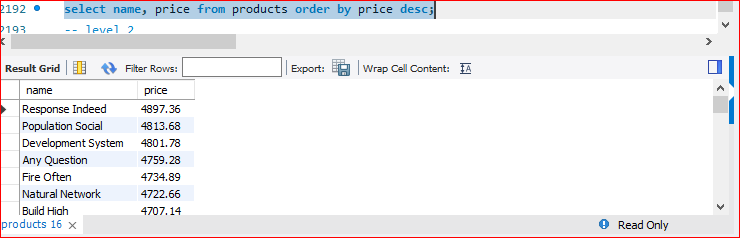 2192 select name, price from products order by price desc;
2193 -- level 2
Result Grid Filter Rows: Export: Wrap Cell Content:
name price
Response Indeed 4897.36
Population Social 4813.68
Development System 4801.78
Any Question 4759.28
Fire Often 4734.89
Natural Network 4722.66
Build High 4707.14
products 16 Read Only